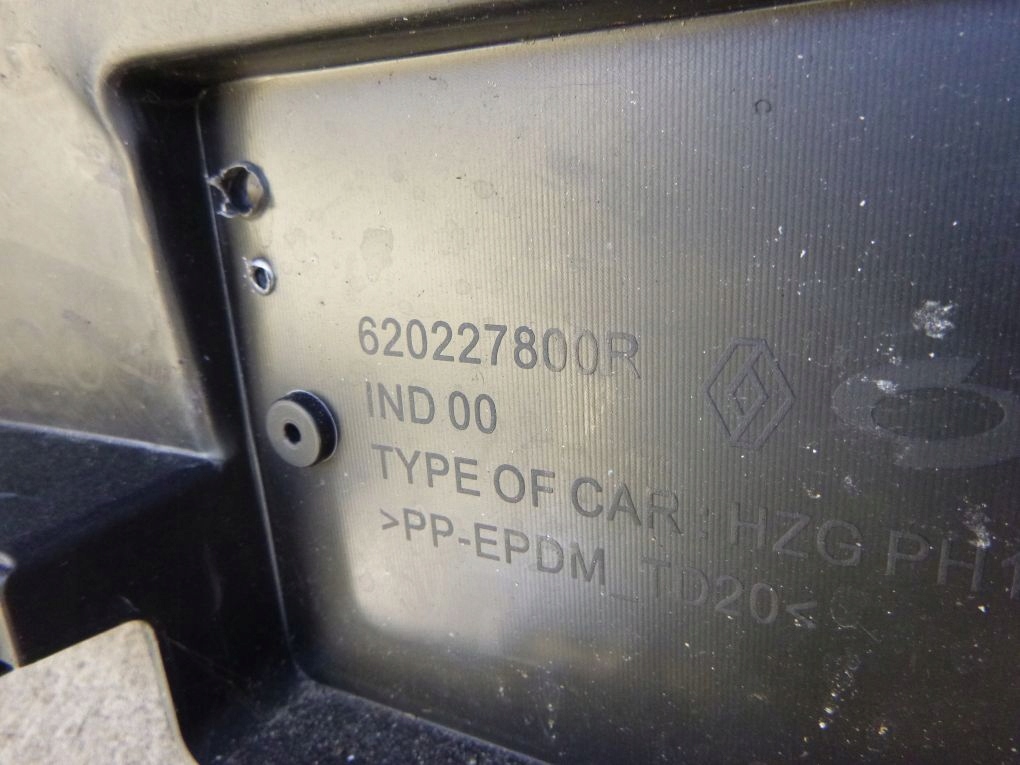 620227800R
IND 00
TYPE OF CAR : HZG PH1
>PP-EPDM_TD20<